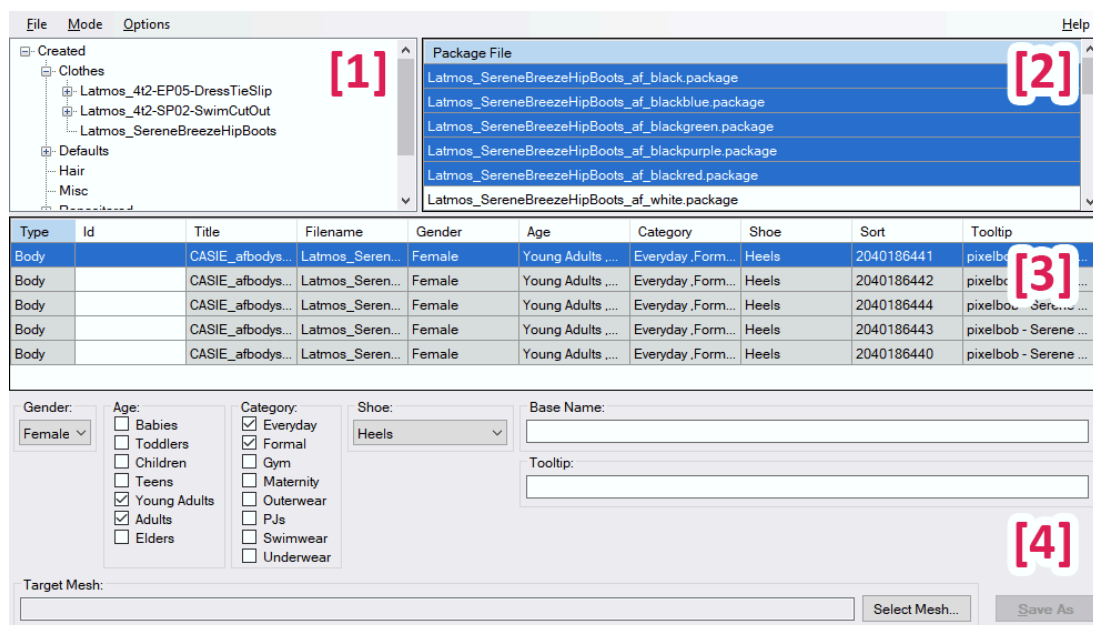 File Mode Options Help
Created
Clothes
Latmos_4t2-EP05-DressTieSlip
Latmos_4t2-SP02-SwimCutOut
Latmos_SereneBreezeHipBoots
Defaults
Hair
Misc
Repositored
[1]
Package File
Latmos_SereneBreezeHipBoots_af_black.package
Latmos_SereneBreezeHipBoots_af_blackblue.package
Latmos_SereneBreezeHipBoots_af_blackgreen.package
Latmos_SereneBreezeHipBoots_af_blackpurple.package
Latmos_SereneBreezeHipBoots_af_blackred.package
Latmos_SereneBreezeHipBoots_af_white.package
[2]
Type Id Title Filename Gender Age Category Shoe Sort Tooltip
Body CASIE_afbodys... Latmos_Seren... Female Young Adults ,... Everyday ,Form... Heels 2040186441
Body CASIE_afbodys... Latmos_Seren... Female Young Adults ,... Everyday ,Form... Heels 2040186442
Body CASIE_afbodys... Latmos_Seren... Female Young Adults ,... Everyday ,Form... Heels 2040186444
Body CASIE_afbodys... Latmos_Seren... Female Young Adults ,... Everyday ,Form... Heels 2040186443 pixelbob - Serene ...
Body CASIE_afbodys... Latmos_Seren... Female Young Adults ,... Everyday ,Form... Heels 2040186440 pixelbob - Serene ...
[3]
Gender:
Female
Age:
Babies
Toddlers
Children
Teens
Young Adults
Adults
Elders
Category:
Everyday
Formal
Gym
Maternity
Outerwear
PJs
Swimwear
Underwear
Shoe:
Heels
Base Name:
Tooltip:
[4]
Target Mesh:
Select Mesh... Save As